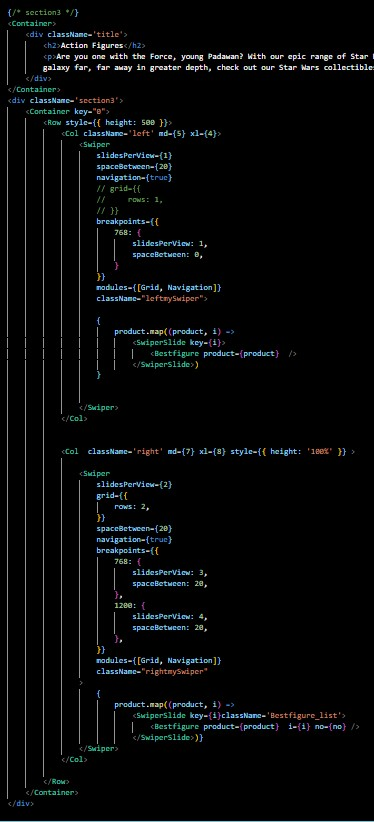 {/* section3 */}
<Container>
<div className='title'>
<h2>Action Figures</h2>
<p>Are you one with the Force, young Padawan? With our epic range of Star
galaxy far, far away in greater depth, check out our Star Wars collectibles
</div>
</Container>
<div className='section3'>
<Container key="0">
<Row style={{ height: 500 }}>
<Col className='left' md={5} xl={4}>
<Swiper
slidesPerView={1}
spaceBetween={20}
navigation={true}
// grid={{
//     rows: 1,
// }}
breakpoints={{
768: {
slidesPerView: 1,
spaceBetween: 0,
}
}}
modules={[Grid, Navigation]}
className="leftmySwiper">
{
product.map((product, i) =>
<SwiperSlide key={i}>
<Bestfigure product={product}  />
</SwiperSlide>)
}
</Swiper>
</Col>
<Col  className='right' md={7} xl={8} style={{ height: '100%' }} >
<Swiper
slidesPerView={2}
grid={{
rows: 2,
}}
spaceBetween={20}
navigation={true}
breakpoints={{
768: {
slidesPerView: 3,
spaceBetween: 20,
},
1200: {
slidesPerView: 4,
spaceBetween: 20,
},
}}
modules={[Grid, Navigation]}
className="rightmySwiper"
>
{
product.map((product, i) =>
<SwiperSlide key={i}className='Bestfigure_list'>
<Bestfigure product={product}  i={i} no={no} />
</SwiperSlide>)}
</Swiper>
</Col>
</Row>
</Container>
</div>